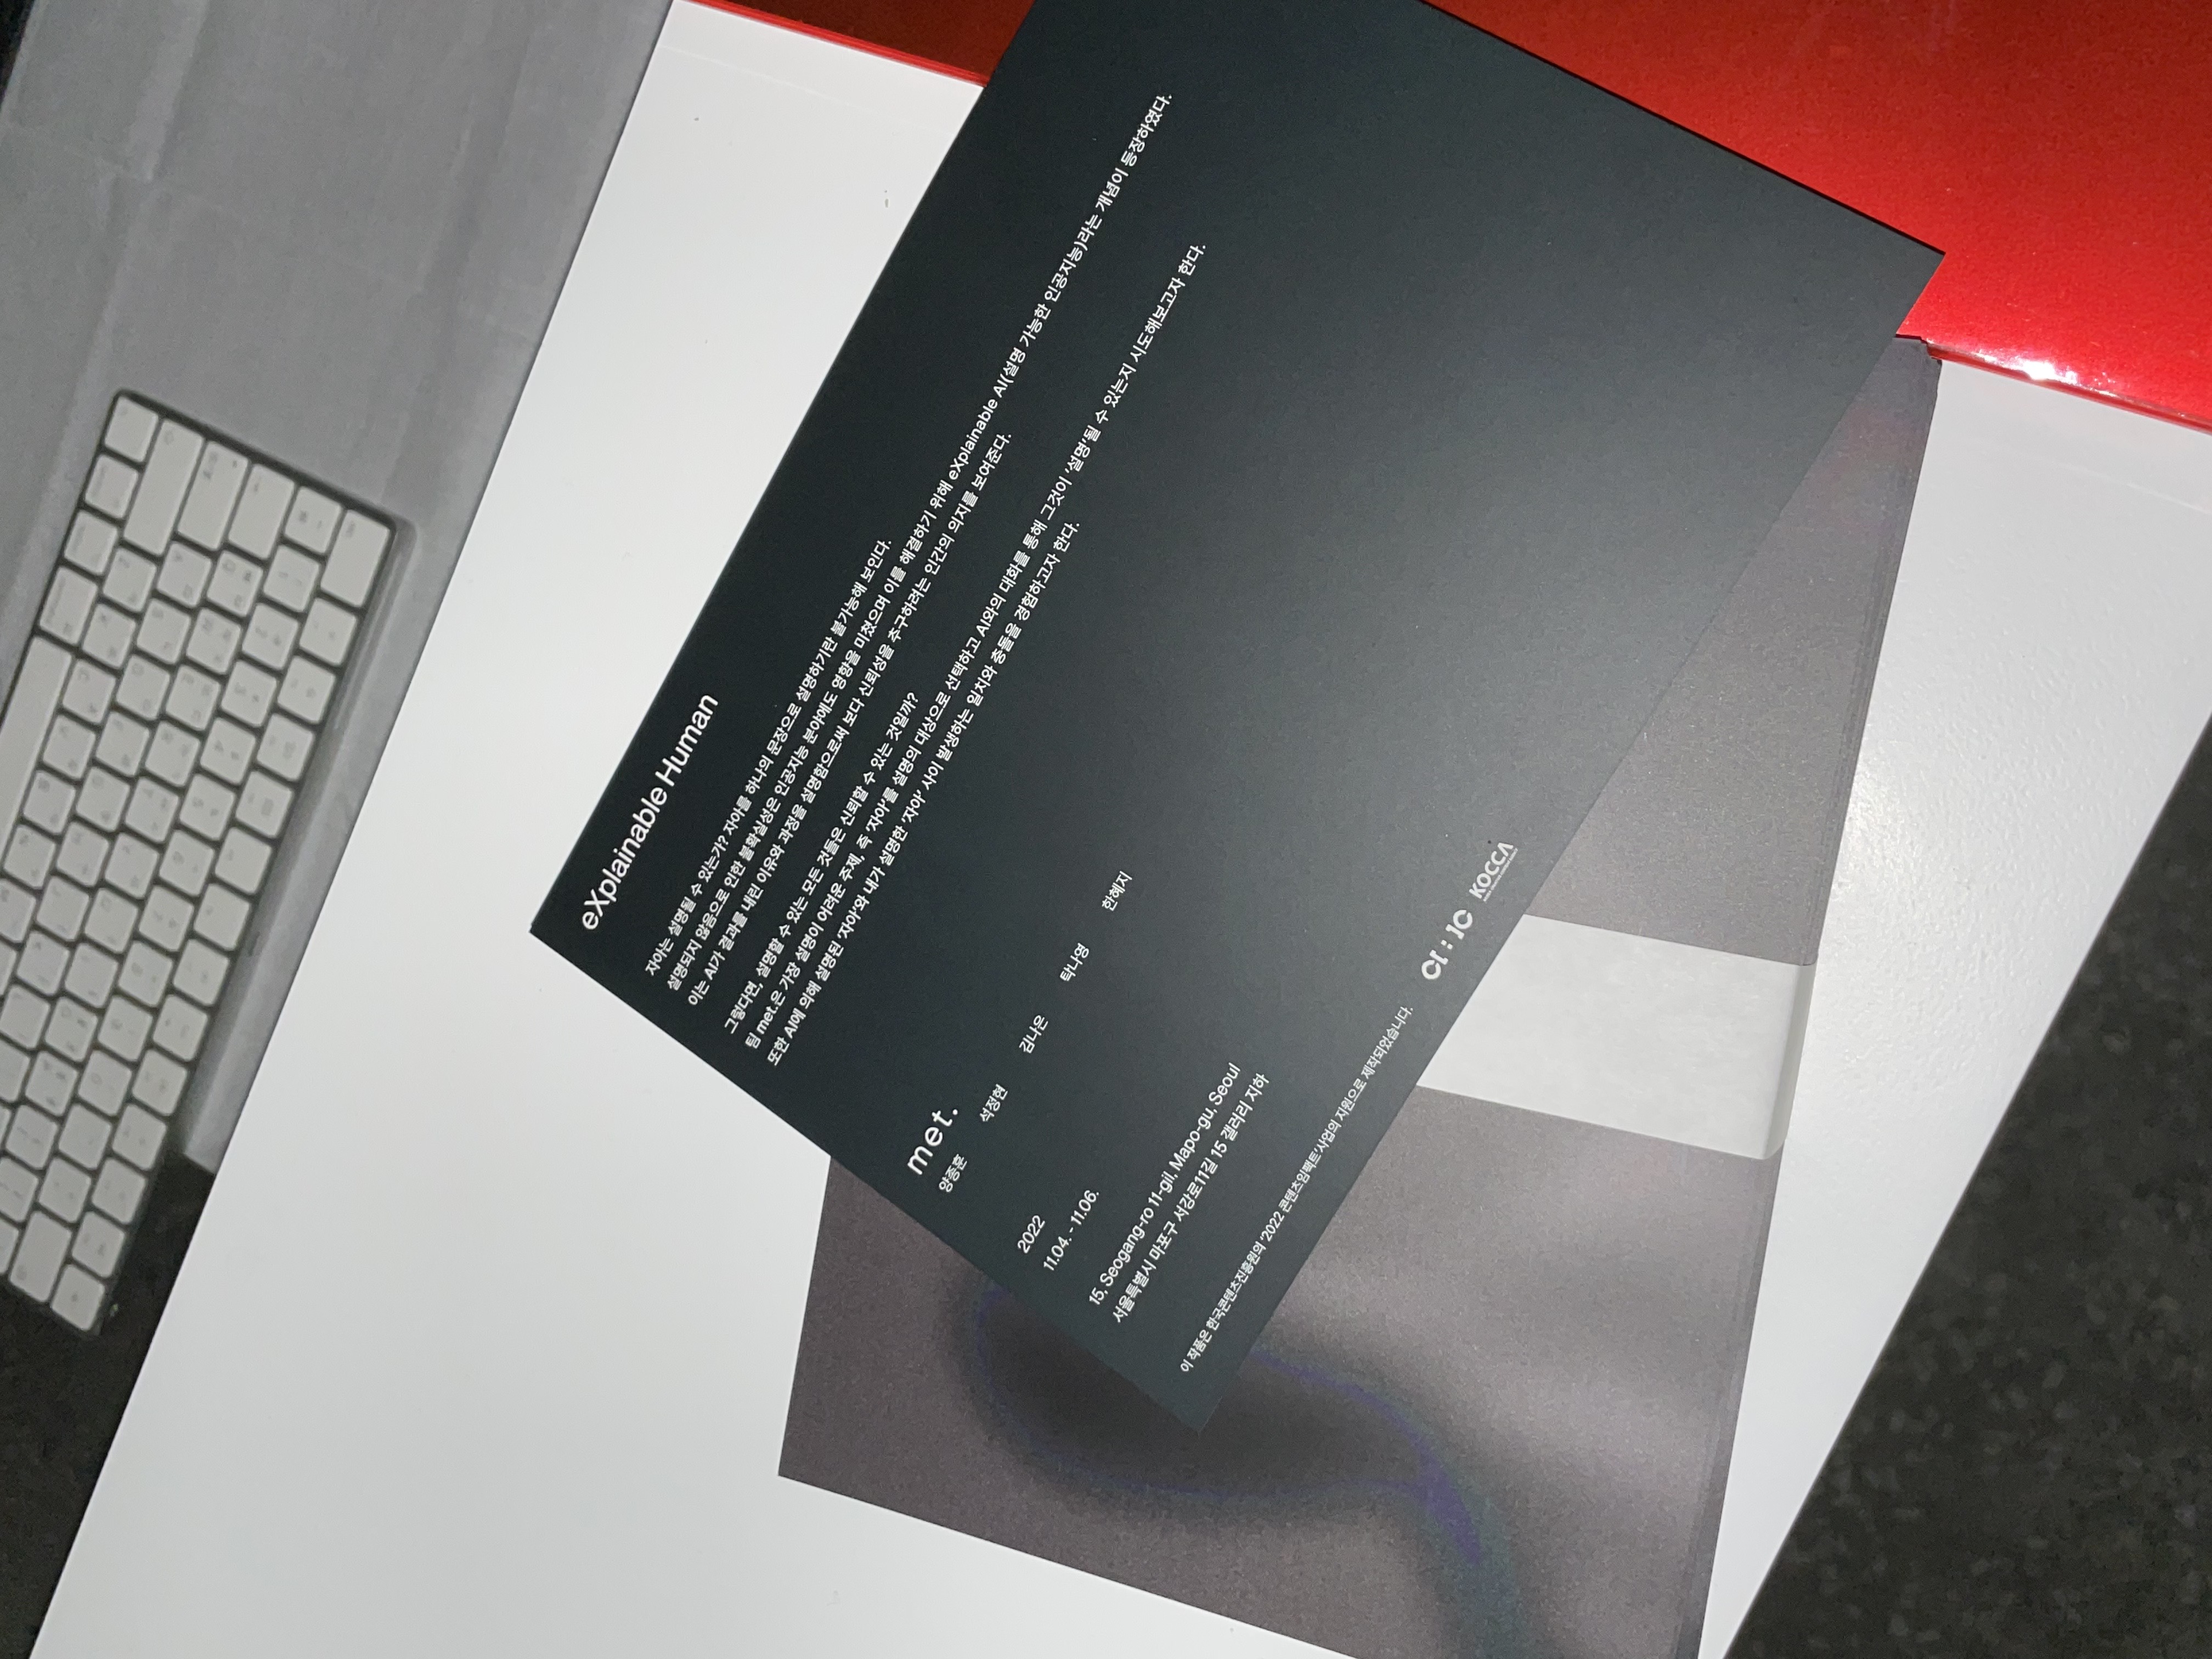 eXplainable Human
자아는 설명될 수 있는가? 자아를 하나의 문장으로 설명하기란 불가능해 보인다.
설명되지 않음으로 인한 불확실성은 인공지능 분야에도 영향을 미쳤으며 이를 해결하기 위해 eXplainable AI(설명 가능한 인공지능)라는 개념이 등장하였다.
이는 AI가 결과를 내린 이유와 과정을 설명함으로써 보다 신뢰성을 추구하려는 인간의 의지를 보여준다.
그렇다면, 설명할 수 있는 모든 것들은 신뢰할 수 있는 것일까?
팀 met.은 가장 설명이 어려운 주제, 즉 '자아'를 설명의 대상으로 선택하고 AI와의 대화를 통해 그것이 '설명'될 수 있는지 시도해보고자 한다.
또한 AI에 의해 설명된 '자아'와 내가 설명한 '자아' 사이 발생하는 일치와 충돌을 경험하고자 한다.
met.
양종훈 석정현 김나은 탁나영 한혜지
2022
11.04. - 11.06.
15, Seogang-ro 11-gil, Mapo-gu, Seoul
서울특별시 마포구 서강로11길 15 갤러리 지하
이 작품은 한국콘텐츠진흥원의 '2022 콘텐츠임팩트'사업의 지원으로 제작되었습니다.
KOCCA